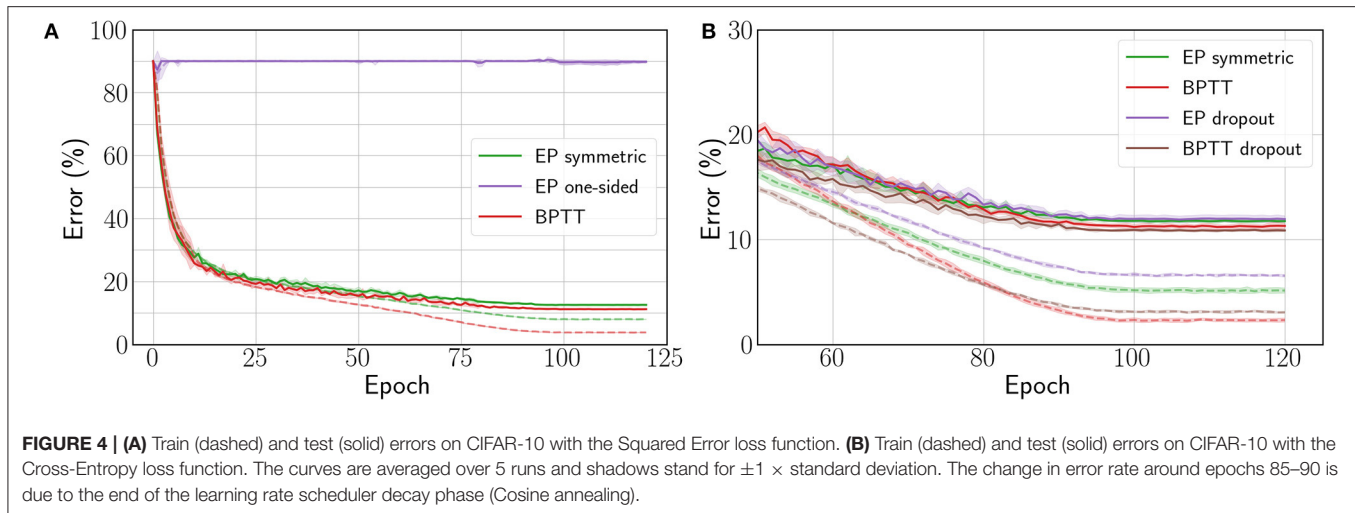 A
100
80
60
40
20
0
Error (%)
0
25
50
75
100
125
Epoch
EP symmetric
EP one-sided
BPTT
B
30
20
10
0
Error (%)
60
80
100
120
Epoch
EP symmetric
BPTT
EP dropout
BPTT dropout
FIGURE 4 | (A) Train (dashed) and test (solid) errors on CIFAR-10 with the Squared Error loss function. (B) Train (dashed) and test (solid) errors on CIFAR-10 with the
Cross-Entropy loss function. The curves are averaged over 5 runs and shadows stand for ±1 × standard deviation. The change in error rate around epochs 85–90 is
due to the end of the learning rate scheduler decay phase (Cosine annealing).